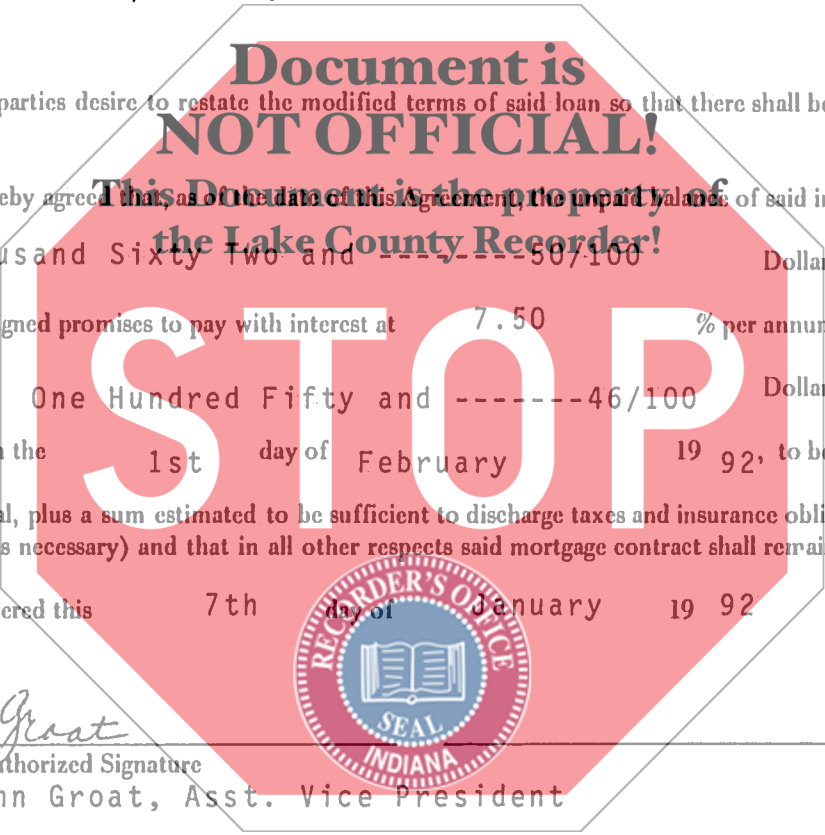 Document is
parties desire to restate the modified terms of said loan so that there shall be
NOT OFFICIAL!
eby agreed that, as of the date of this Agreement, the unpaid balance of said in
This Document is the property of
the Lake County Recorder!
usand Sixty Two and --------50/100 Dollar
gned promises to pay with interest at 7.50 % per annum
STOP
One Hundred Fifty and -------46/100 Dollar
the 1st day of February 19 92, to be
al, plus a sum estimated to be sufficient to discharge taxes and insurance obli
s necessary) and that in all other respects said mortgage contract shall remai
ered this 7th day of January 19 92
RECORDER'S OFFICE
SEAL
INDIANA
Groat
uthorized Signature
nn Groat, Asst. Vice President